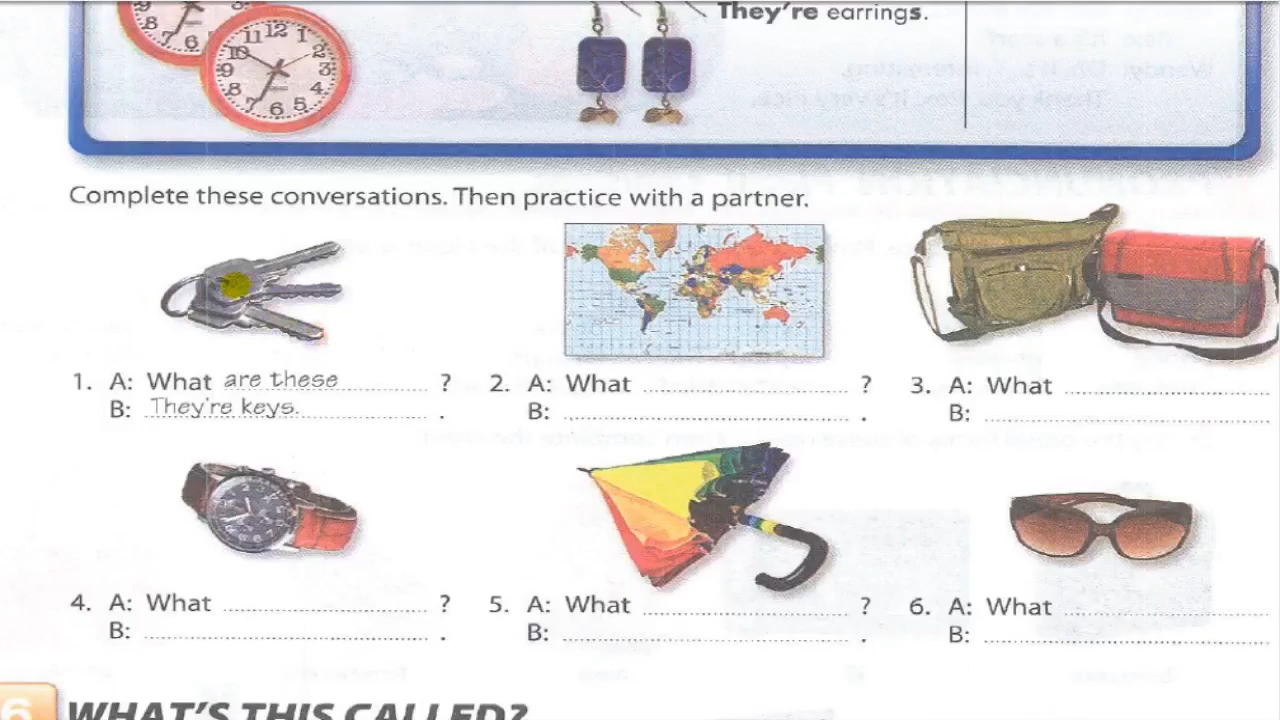 They're earrings.
Complete these conversations. Then practice with a partner.
1. A: What are these ?
B: They're keys. .
2. A: What ?
B: .
3. A: What
B:
4. A: What ?
B: .
5. A: What ?
B: .
6. A: What
B:
6 WHAT'S THIS CALLED?